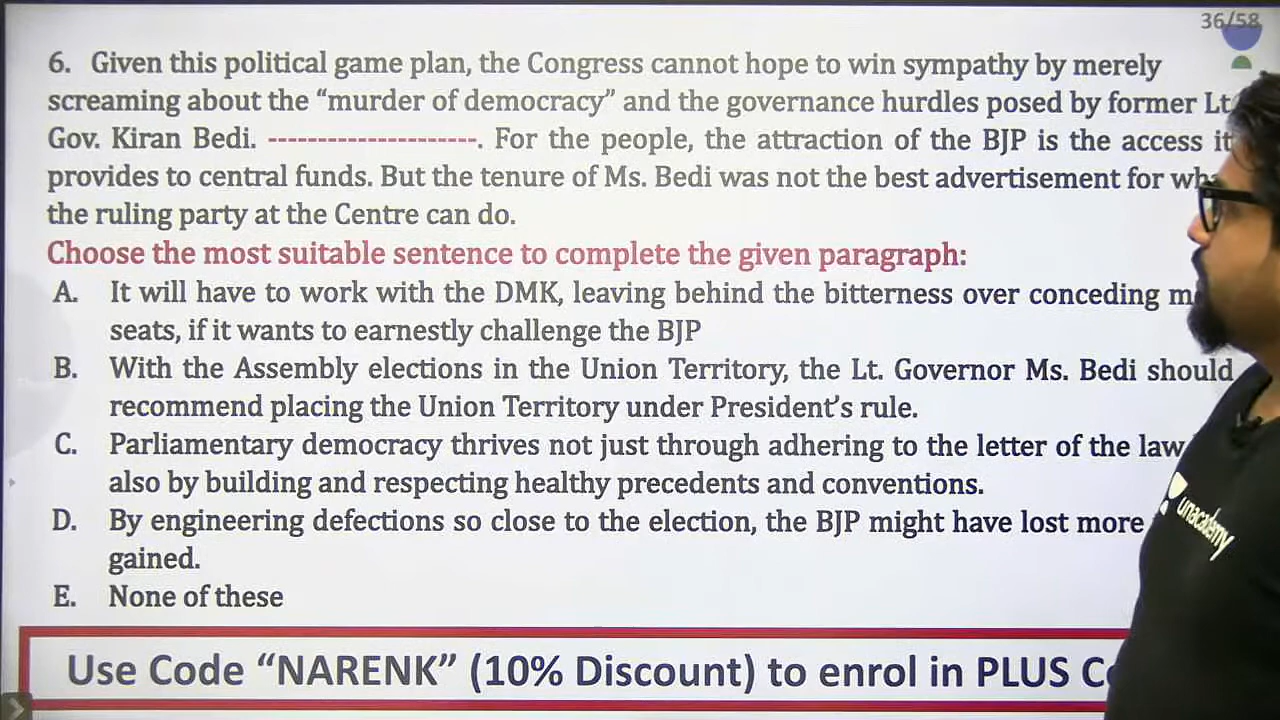 36/58
6. Given this political game plan, the Congress cannot hope to win sympathy by merely
screaming about the “murder of democracy” and the governance hurdles posed by former Lt
Gov. Kiran Bedi. ---------------------. For the people, the attraction of the BJP is the access it
provides to central funds. But the tenure of Ms. Bedi was not the best advertisement for
the ruling party at the Centre can do.
Choose the most suitable sentence to complete the given paragraph:
A. It will have to work with the DMK, leaving behind the bitterness over conceding
seats, if it wants to earnestly challenge the BJP
B. With the Assembly elections in the Union Territory, the Lt. Governor Ms. Bedi should
recommend placing the Union Territory under President’s rule.
C. Parliamentary democracy thrives not just through adhering to the letter of the law
also by building and respecting healthy precedents and conventions.
D. By engineering defections so close to the election, the BJP might have lost more
gained.
E. None of these
unacademy
Use Code “NARENK” (10% Discount) to enrol in PLUS